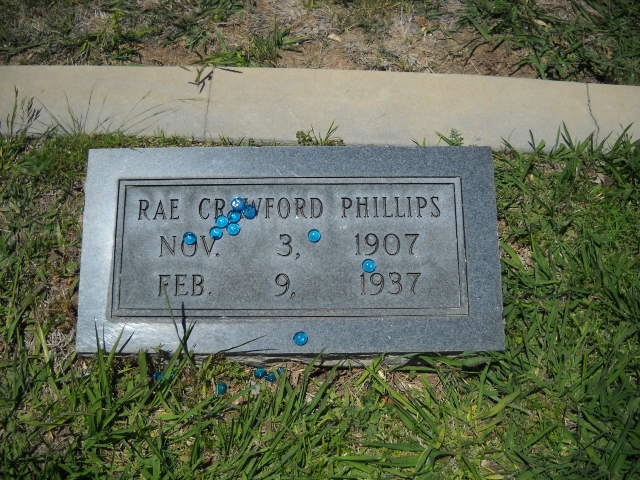 RAE CRAWFORD PHILLIPS
NOV. 3, 1907
FEB. 9, 1937